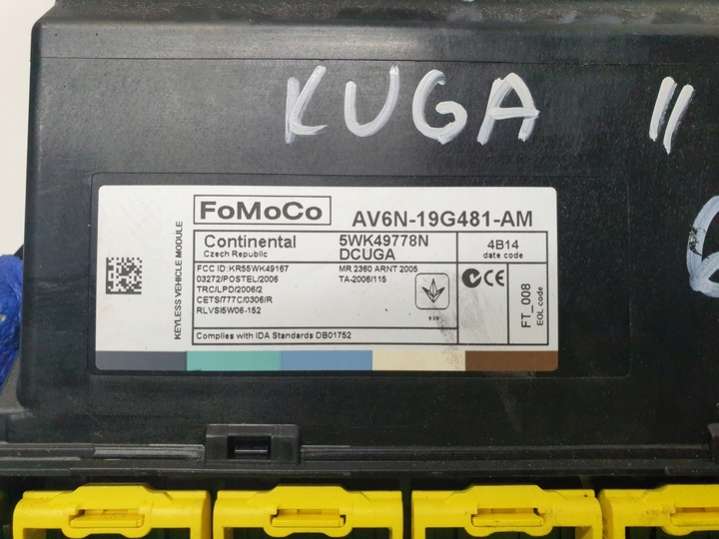 KUGA II
FoMoCo AV6N-19G481-AM
KEYLESS VEHICLE MODULE
Continental 5WK49778N 4B14
Czech Republic DCUGA date code
FCC ID:KR55WK49167 MR 2360 ARNT 2005
03272/POSTEL/2006 TA-2006/115
TRC/LPD/2006/2
CETS/777C/0306/R
RLVSI5W06-152
Complies with IDA Standards DB01752
CE
FT_008
EOL code